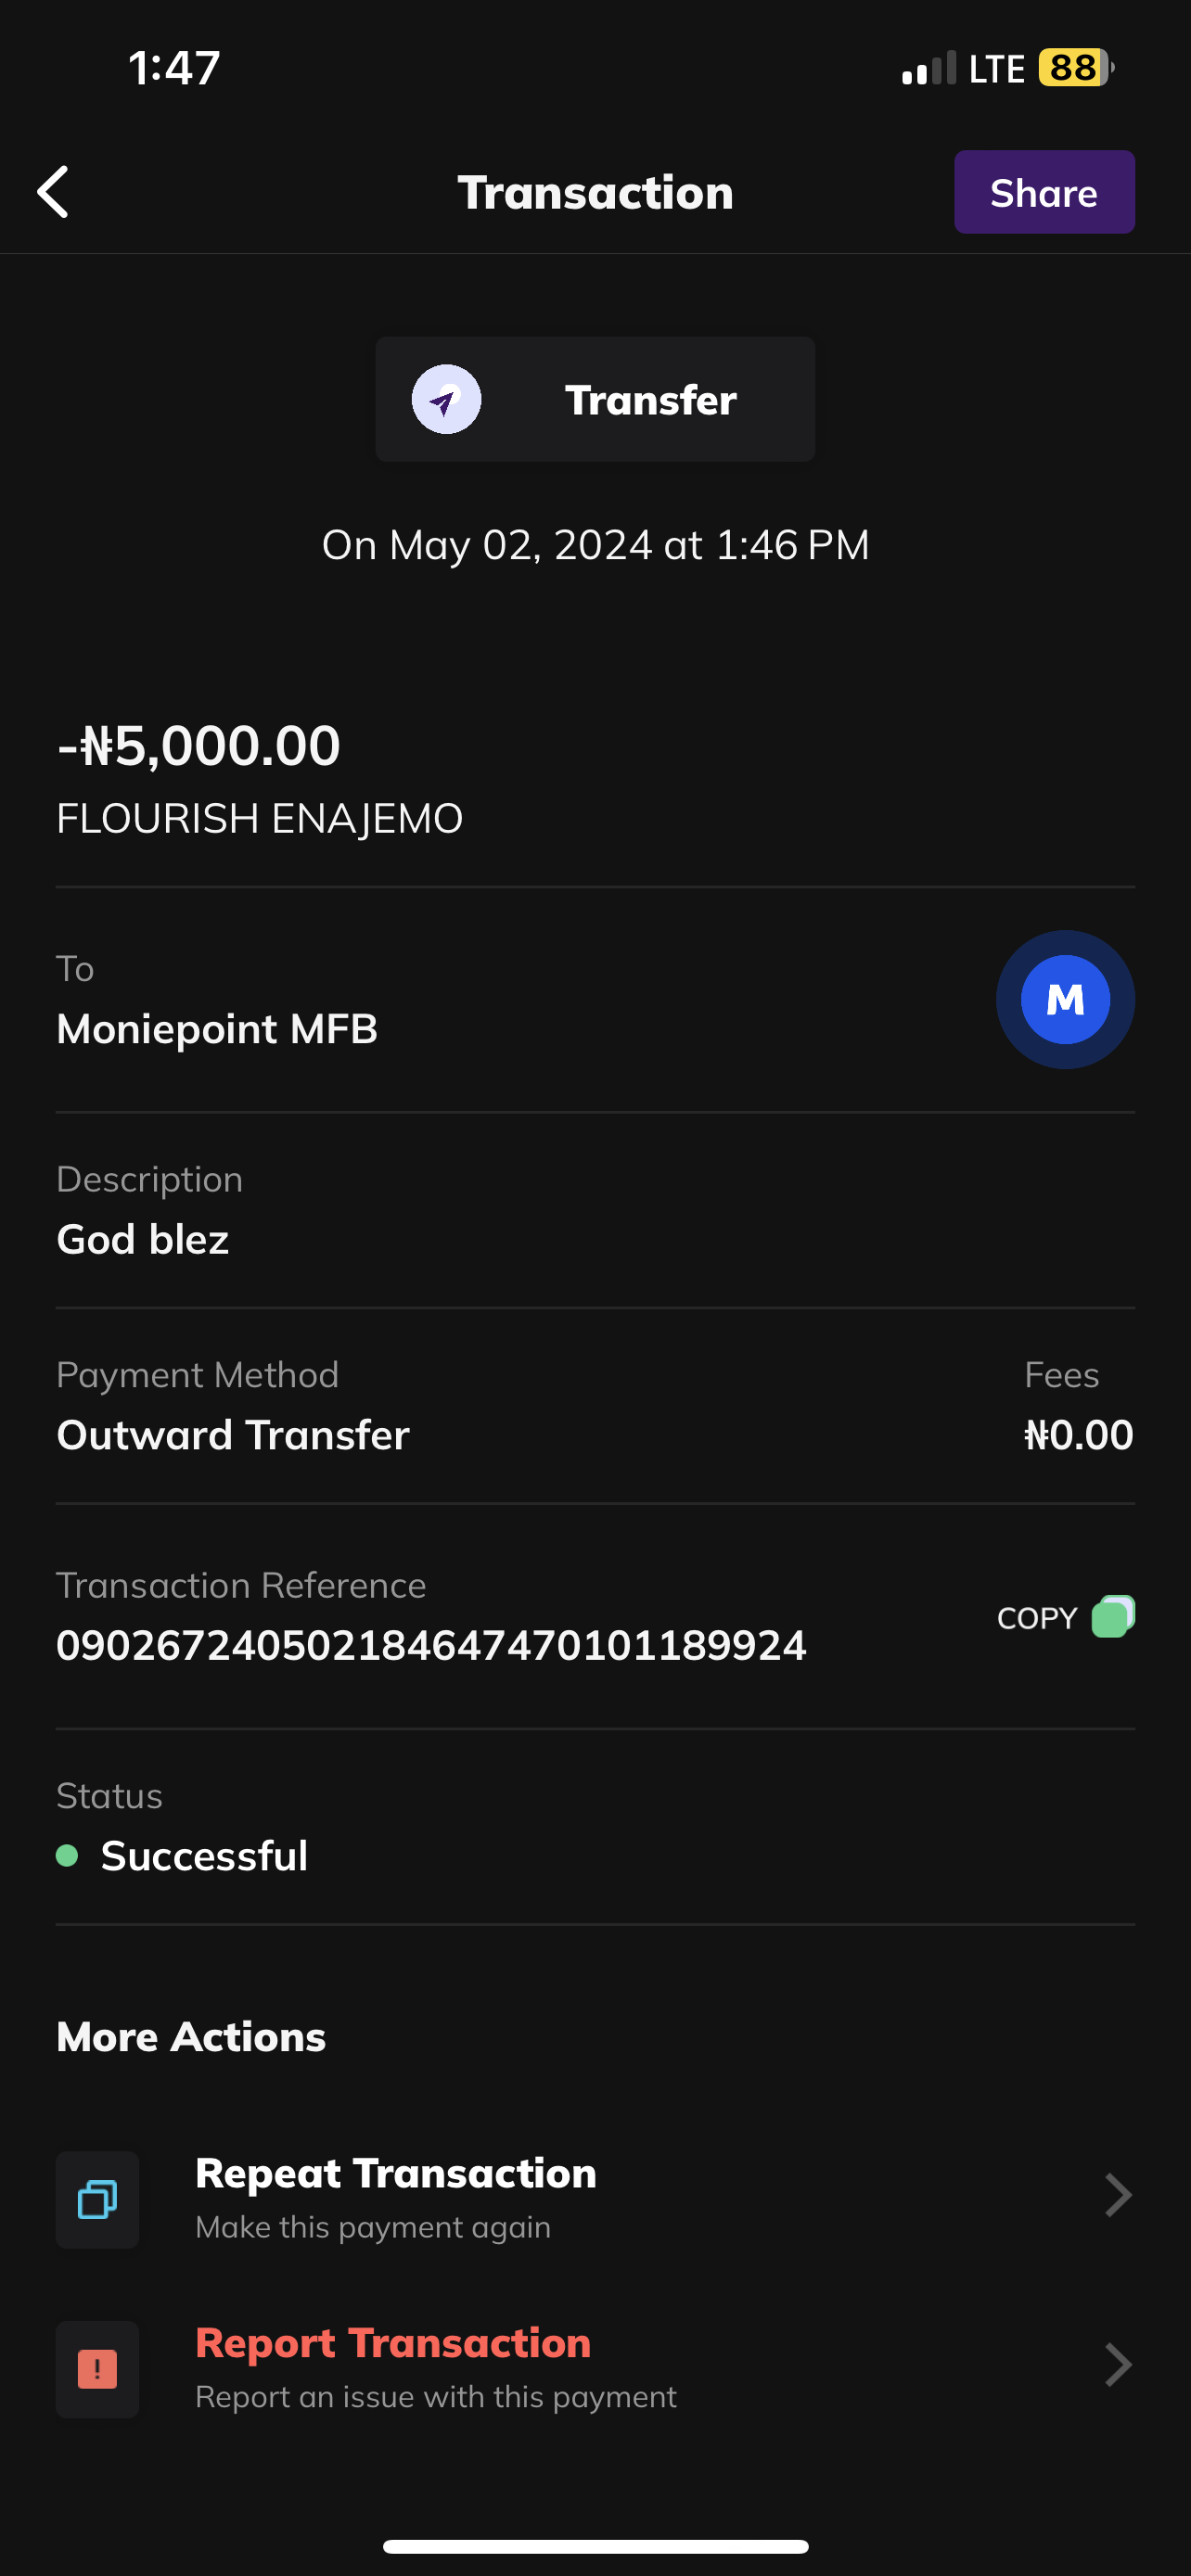 1:47 LTE 88
Transaction Share
Transfer
On May 02, 2024 at 1:46 PM
-₦5,000.00
FLOURISH ENAJEMO
To
Moniepoint MFB
M
Description
God blez
Payment Method Fees
Outward Transfer ₦0.00
Transaction Reference
090267240502184647470101189924
COPY
Status
Successful
More Actions
Repeat Transaction
Make this payment again
!
Report Transaction
Report an issue with this payment